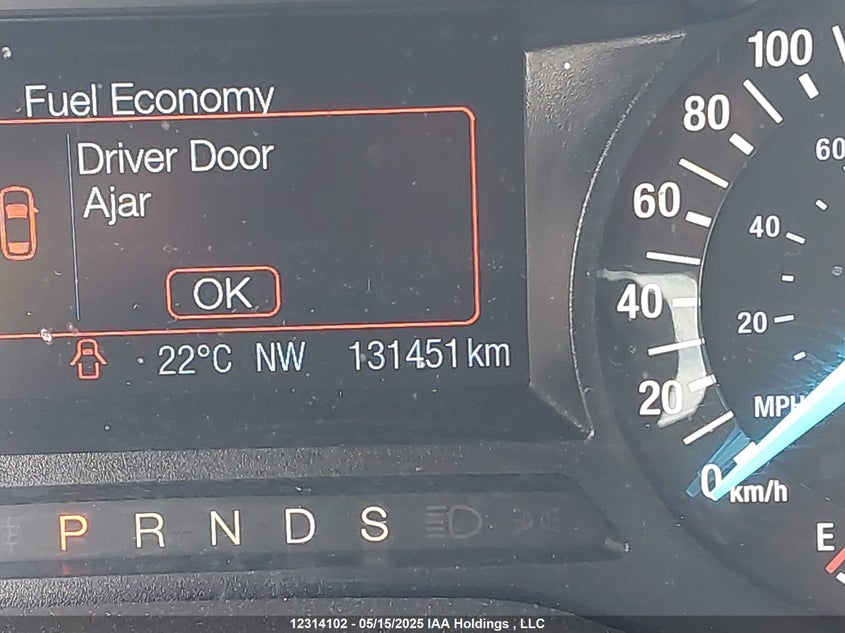 Fuel Economy
Driver Door
Ajar
OK
22°C NW 131451 km
P R N D S
100
80
60
40
20
0 km/h
60
40
20
MPH
E
12314102 - 05/15/2025 IAA Holdings , LLC